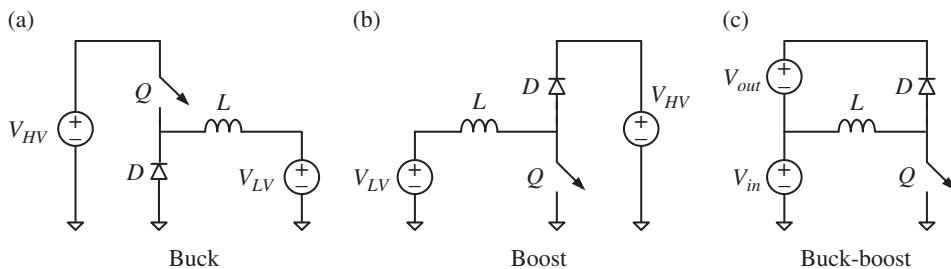 (a)
V_HV
+
−
Q
D
L
V_LV
+
−
Buck
(b)
V_LV
+
−
L
D
Q
V_HV
+
−
Boost
(c)
V_out
+
−
V_in
+
−
L
D
Q
Buck-boost